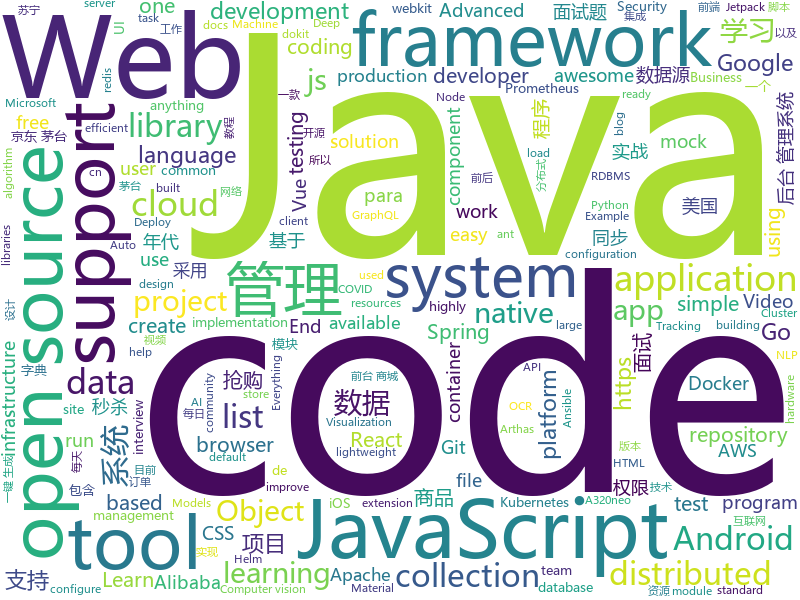 苏宁
task
docs
Machine
Web
one
development
webkit
Deep
dokit
Advanced
UI
coding
js
面试题
工作
Security
集成
前端
Jetpack
脚本
developer
awesome
数据源
学习
以及
Google
Business
framework
production
Prometheus
Microsoft
anything
free
redis
一款
Node
ready
一个
京东 茅台
efficient
教程
library
开源
testing
Vue
所以
solution
程序
blog
mock
language
user
common
茅台
built
cn
网络
前后
component
分布式
load
RDBMS
实战
后台 管理系统
algorithm
open source
support
Java
cloud
para
GraphQL
work
Python
Example
美国
using
libraries
Deploy
Auto
client
年代
基于
easy
ant
同步
configuration
use
采用
管理
system
application
server
design
COVID
used
resources
project
create
implementation
available
End
highly
native
app
simple
Video
large
Tracking
building
Cluster
Spring
Go
设计
infrastructure
模块
help
视频
字典
data
code
container
面试
https
API
NLP
site
community
store
Everything
抢购
前台 商城
数据
platform
Docker
hardware
秒杀
run
系统
interview
AI
每日
list
Visualization
lightweight
React
Git
OCR
Ansible
repository
AWS
版本
每天
一键 生成
browser
default
de
file
Arthas
HTML
包含
目前
订单
based
improve
iOS
extension
商品
Kubernetes
权限
A320neo
技术
test
program
management
Models
tool
CSS
Object
JavaScript
Android
互联网
实现
Helm
项目
支持
Learn
Alibaba
learning
Apache
collection
team
database
distributed
configure
Computer vision
Material
资源
module
standard